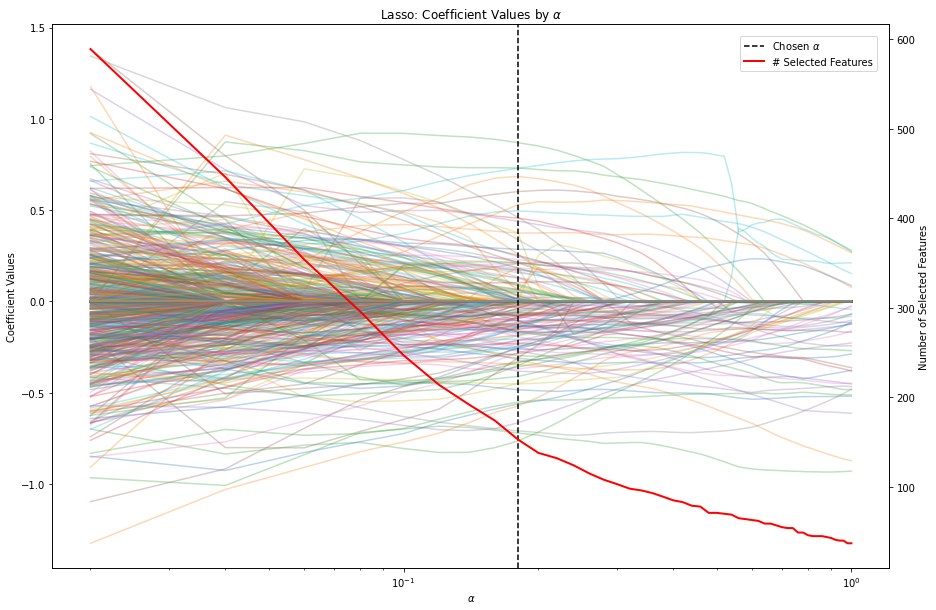 Lasso: Coefficient Values by α
Chosen α
# Selected Features
Coefficient Values
1.5
1.0
0.5
0.0
−0.5
−1.0
600
500
400
300
200
100
Number of Selected Features
10⁻¹
10⁰
α